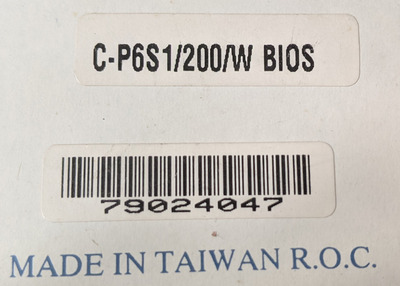 C-P6S1/200/W BIOS
79024047
MADE IN TAIWAN R.O.C.